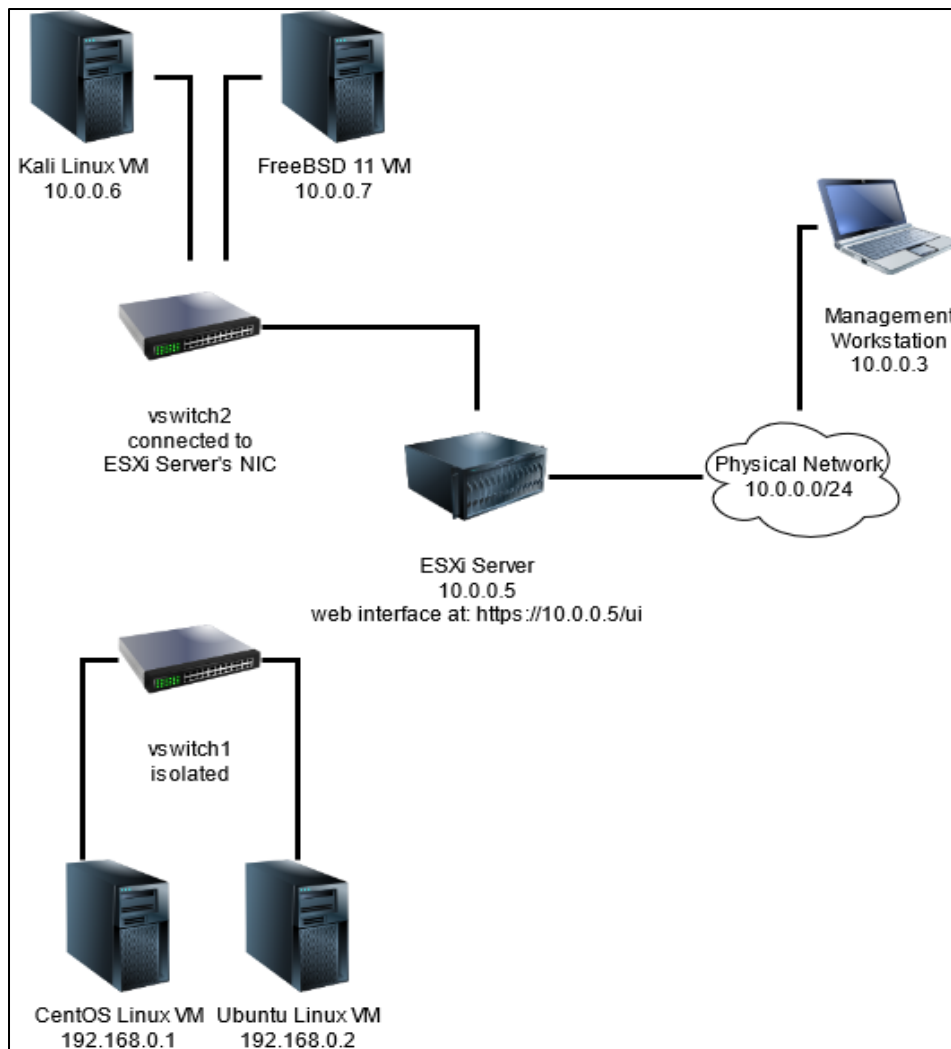 Kali Linux VM
10.0.0.6
FreeBSD 11 VM
10.0.0.7
Management
Workstation
10.0.0.3
vswitch2
connected to
ESXi Server's NIC
Physical Network
10.0.0.0/24
ESXi Server
10.0.0.5
web interface at: https://10.0.0.5/ui
vswitch1
isolated
CentOS Linux VM
192.168.0.1
Ubuntu Linux VM
192.168.0.2